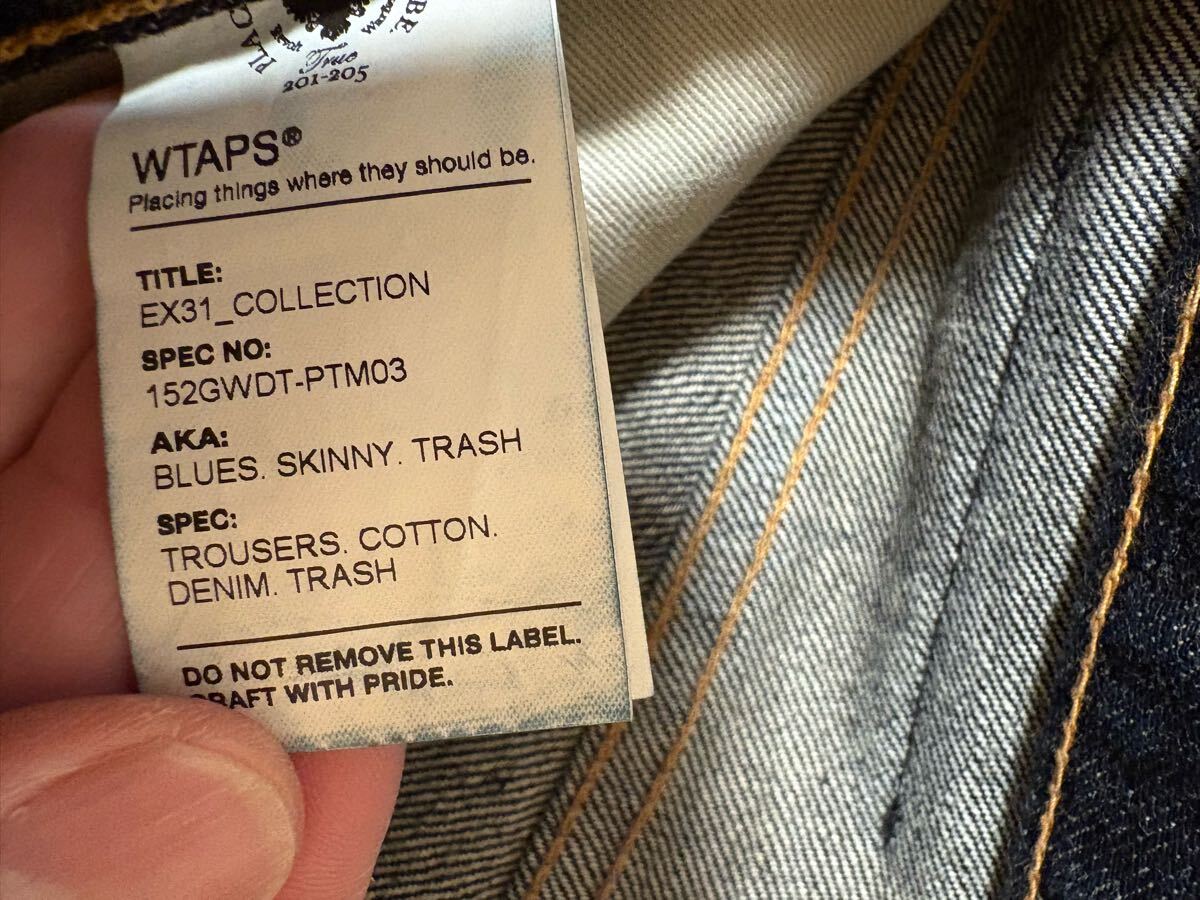 True
201-205
WTAPS®
Placing things where they should be.
TITLE:
EX31_COLLECTION
SPEC NO:
152GWDT-PTM03
AKA:
BLUES. SKINNY. TRASH
SPEC:
TROUSERS. COTTON.
DENIM. TRASH
DO NOT REMOVE THIS LABEL.
CRAFT WITH PRIDE.